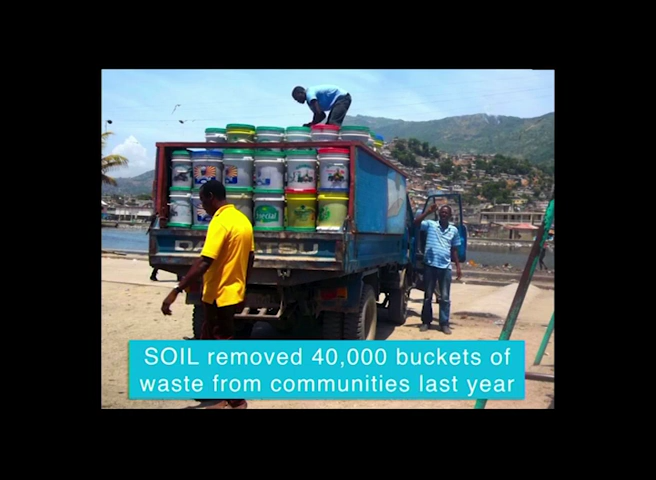 SOIL removed 40,000 buckets of
waste from communities last year